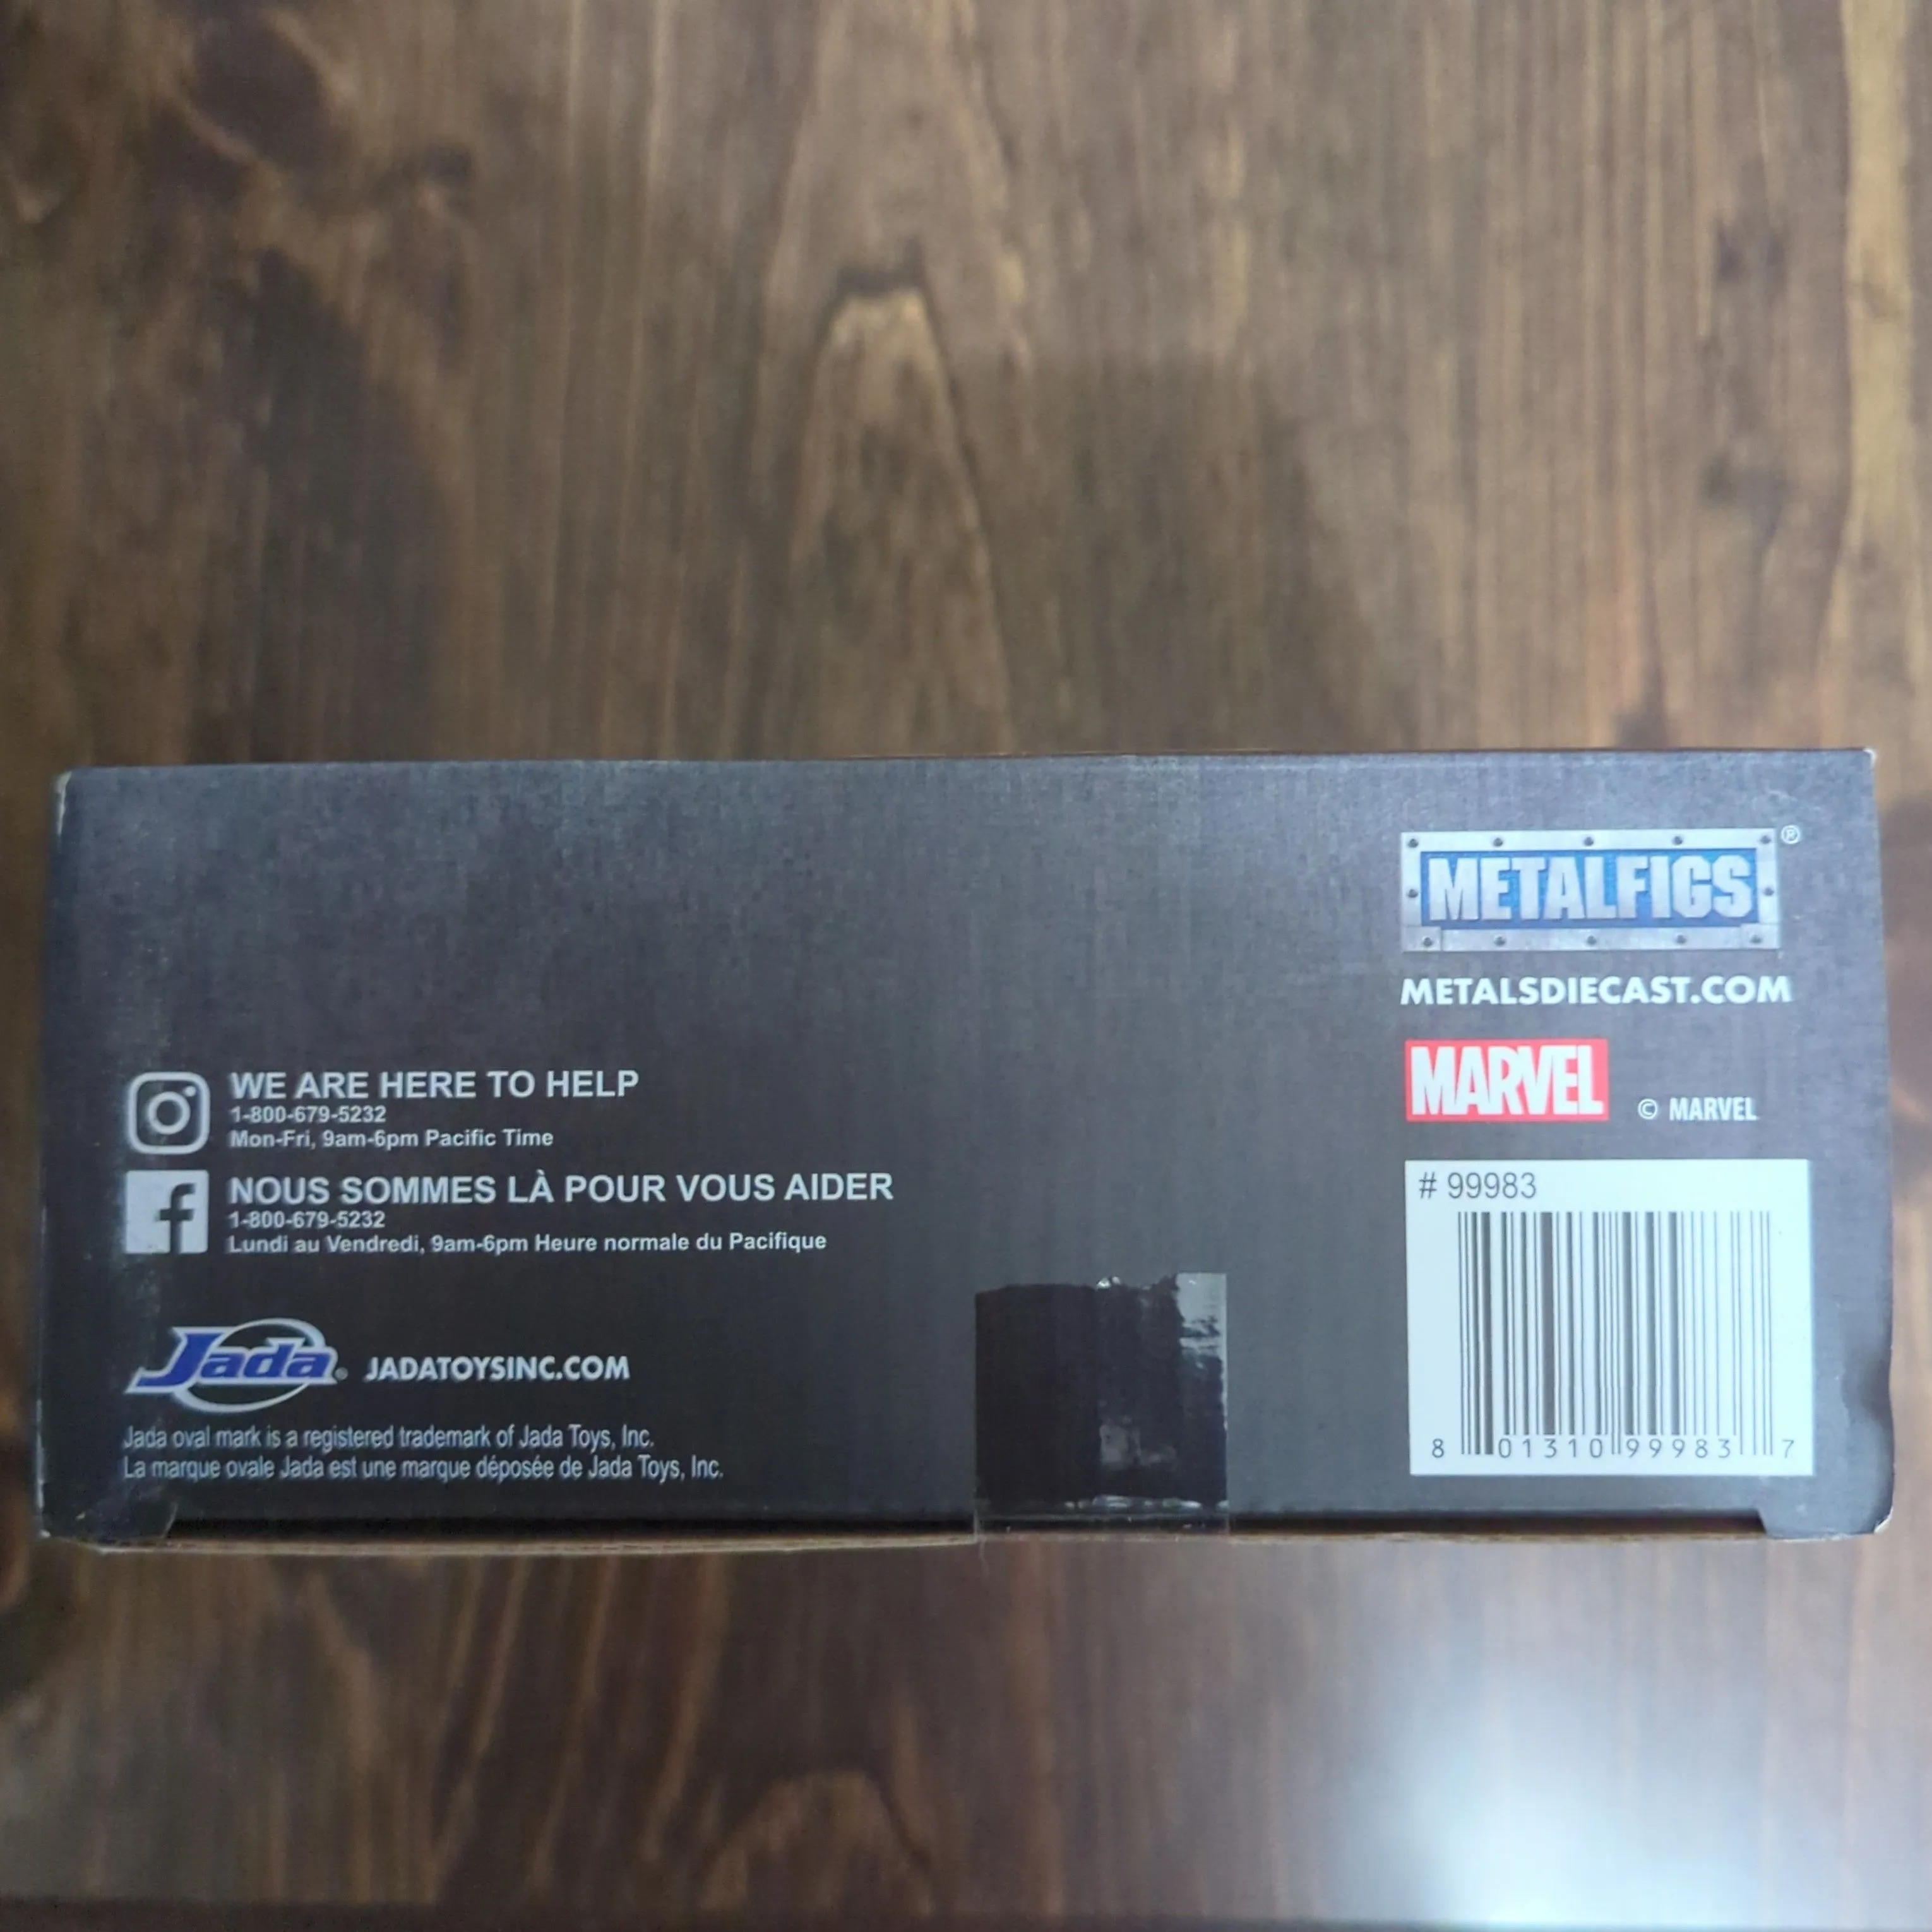 METALFIGS®
METALSDIECAST.COM
MARVEL
© MARVEL
WE ARE HERE TO HELP
1-800-679-5232
Mon-Fri, 9am-6pm Pacific Time
NOUS SOMMES LÀ POUR VOUS AIDER
1-800-679-5232
Lundi au Vendredi, 9am-6pm Heure normale du Pacifique
Jada® JADATOYSINC.COM
Jada oval mark is a registered trademark of Jada Toys, Inc.
La marque ovale Jada est une marque déposée de Jada Toys, Inc.
# 99983
8 01310 99983 7